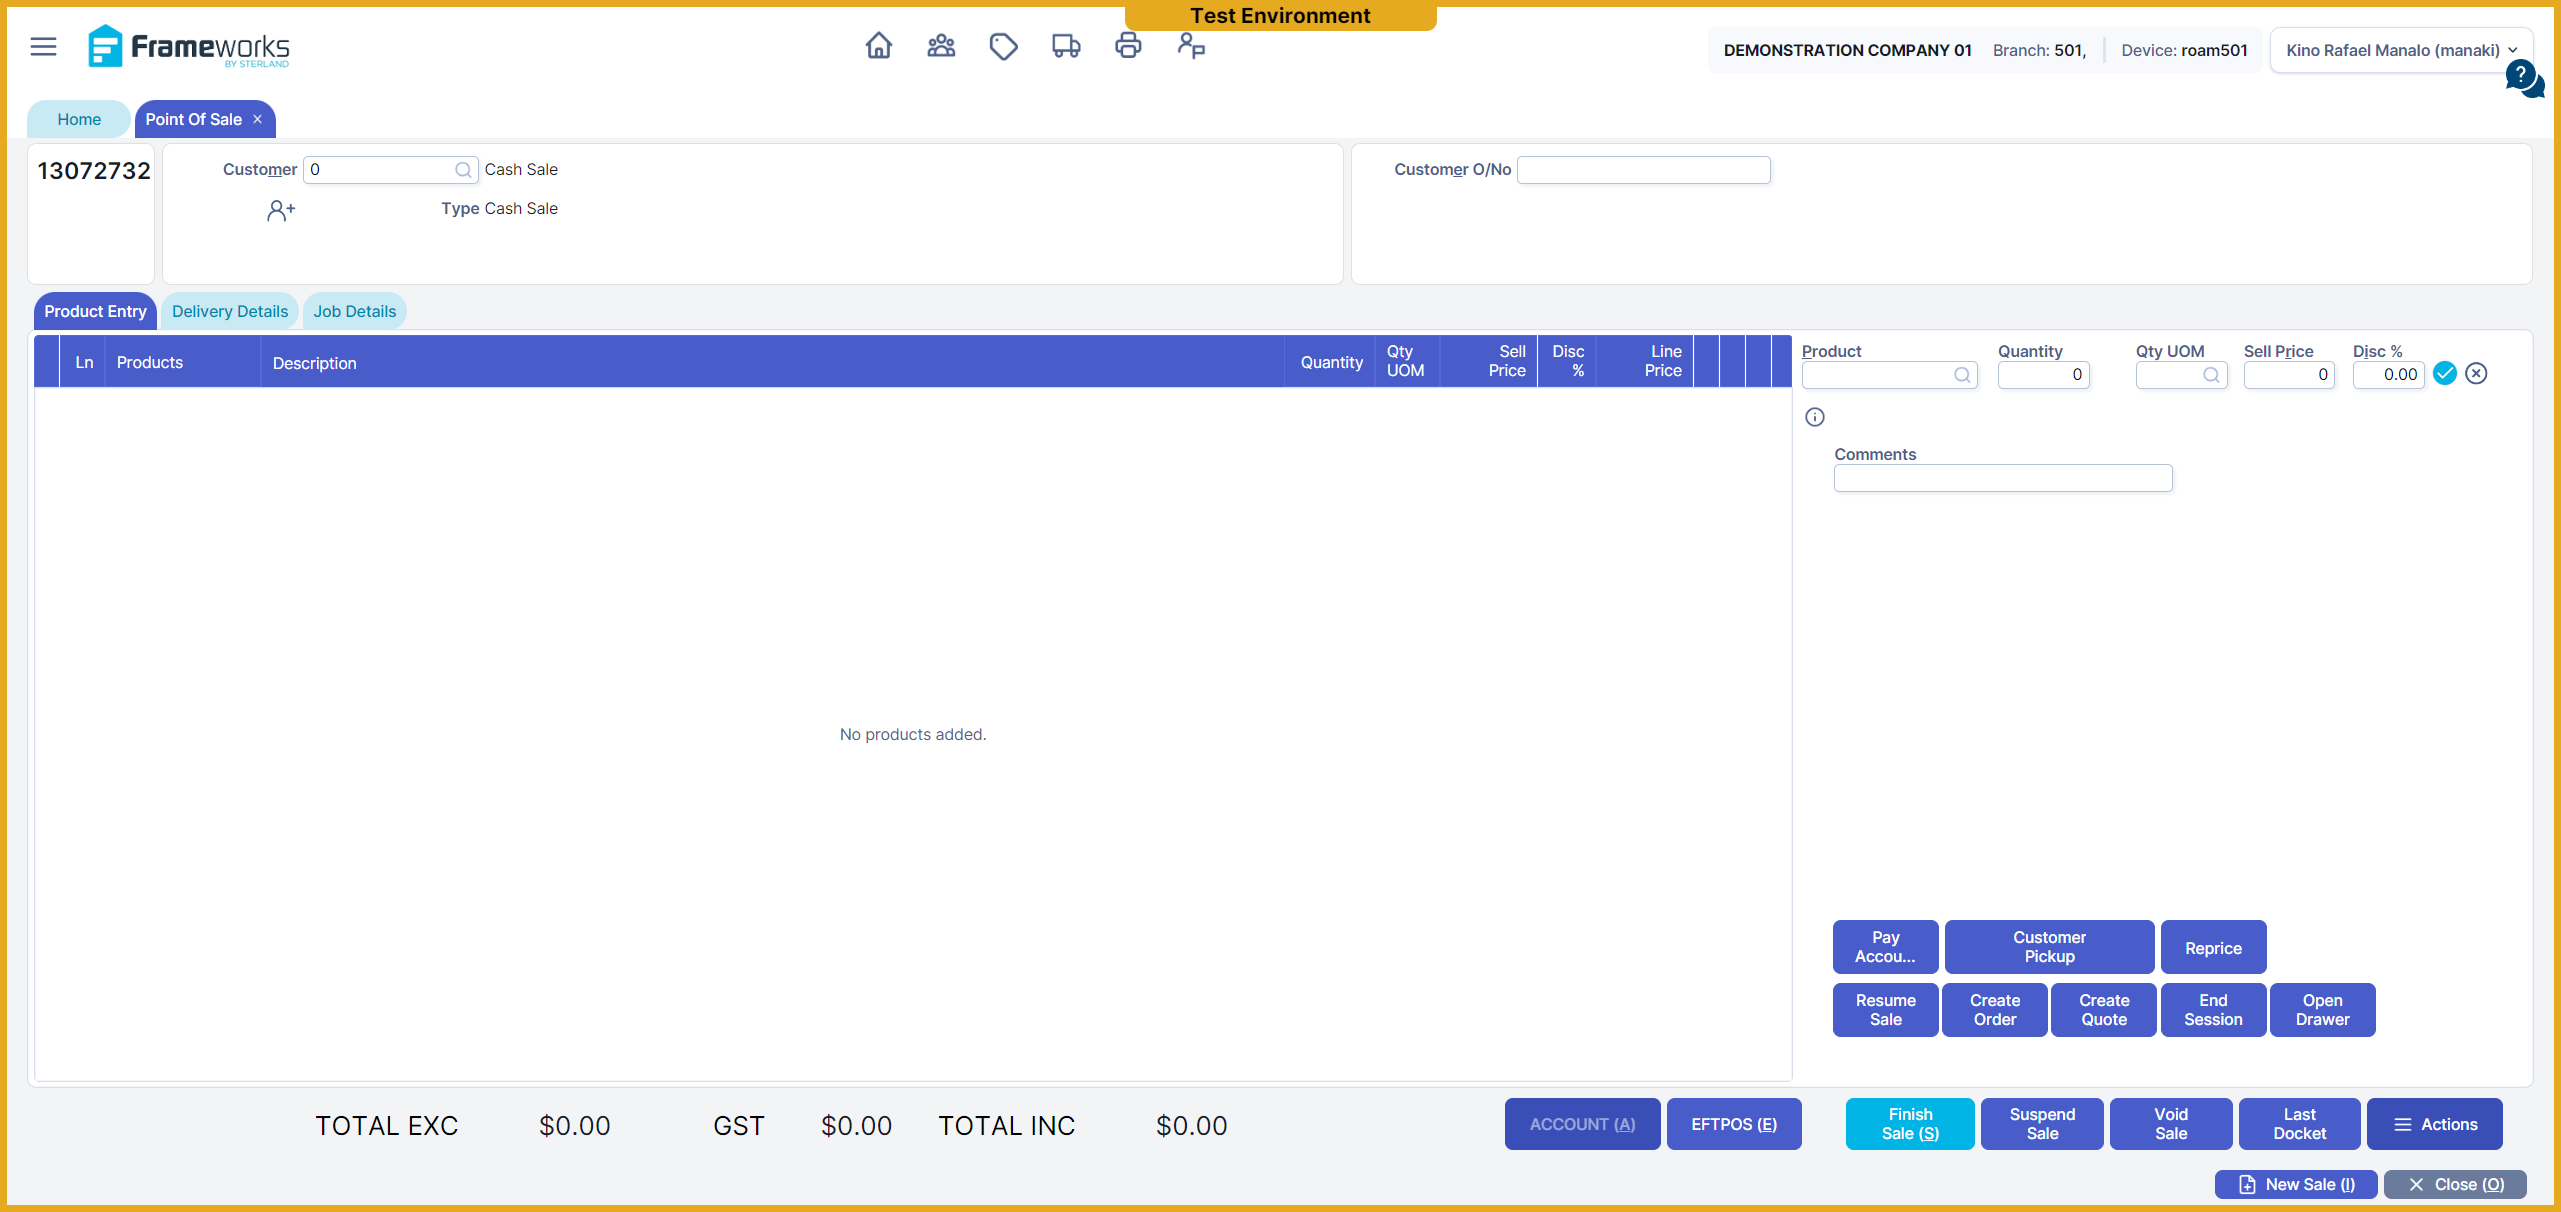 Test Environment
Frameworks
BY STERLAND
DEMONSTRATION COMPANY 01 Branch: 501, Device: roam501
Kino Rafael Manalo (manaki)
?
Home
Point Of Sale ×
13072732
Customer 0 Cash Sale
Type Cash Sale
Customer O/No
Product Entry
Delivery Details
Job Details
Ln Products Description Quantity Qty UOM Sell Price Disc % Line Price
No products added.
Product Quantity Qty UOM Sell Price Disc %
0 0 0.00
Comments
Pay Accou...
Customer Pickup
Reprice
Resume Sale
Create Order
Create Quote
End Session
Open Drawer
TOTAL EXC $0.00 GST $0.00 TOTAL INC $0.00
ACCOUNT (A)
EFTPOS (E)
Finish Sale (S)
Suspend Sale
Void Sale
Last Docket
Actions
New Sale (I)
Close (O)